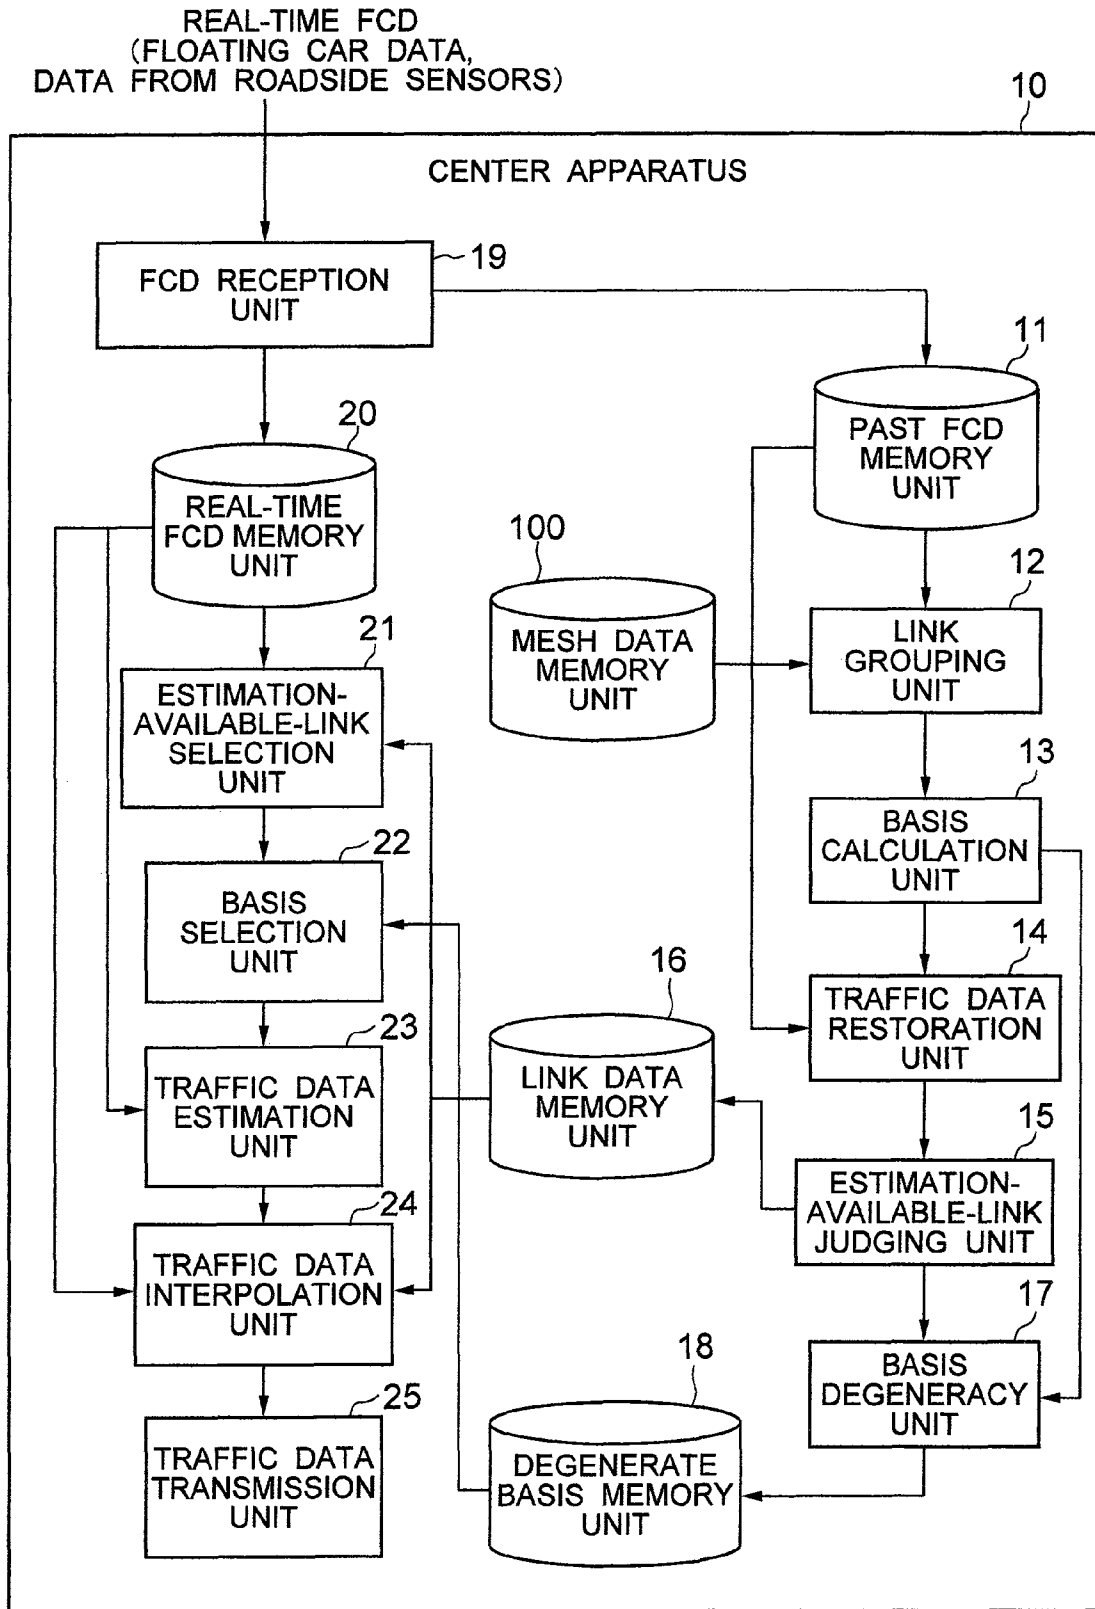 REAL-TIME FCD
(FLOATING CAR DATA,
DATA FROM ROADSIDE SENSORS)
10
CENTER APPARATUS
19
FCD RECEPTION
UNIT
11
PAST FCD
MEMORY
UNIT
20
REAL-TIME
FCD MEMORY
UNIT
100
MESH DATA
MEMORY
UNIT
12
LINK
GROUPING
UNIT
21
ESTIMATION-
AVAILABLE-LINK
SELECTION
UNIT
13
BASIS
CALCULATION
UNIT
22
BASIS
SELECTION
UNIT
14
TRAFFIC DATA
RESTORATION
UNIT
16
LINK DATA
MEMORY
UNIT
23
TRAFFIC DATA
ESTIMATION
UNIT
15
ESTIMATION-
AVAILABLE-LINK
JUDGING UNIT
24
TRAFFIC DATA
INTERPOLATION
UNIT
17
BASIS
DEGENERACY
UNIT
18
DEGENERATE
BASIS MEMORY
UNIT
25
TRAFFIC DATA
TRANSMISSION
UNIT